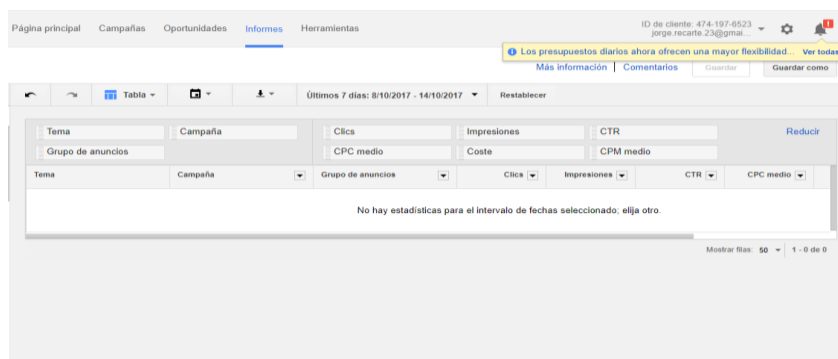 Página principal Campañas Oportunidades Informes Herramientas
ID de cliente: 474-197-6523
jorge.recarte.23@gmai...
Los presupuestos diarios ahora ofrecen una mayor flexibilidad... Ver todas
Más información | Comentarios Guardar Guardar como
Tabla Últimos 7 días: 8/10/2017 - 14/10/2017 Restablecer
Tema Campaña Clics Impresiones CTR Reducir
Grupo de anuncios CPC medio Coste CPM medio
Tema Campaña Grupo de anuncios Clics Impresiones CTR CPC medio
No hay estadísticas para el intervalo de fechas seleccionado; elija otro.
Mostrar filas: 50 1 - 0 de 0